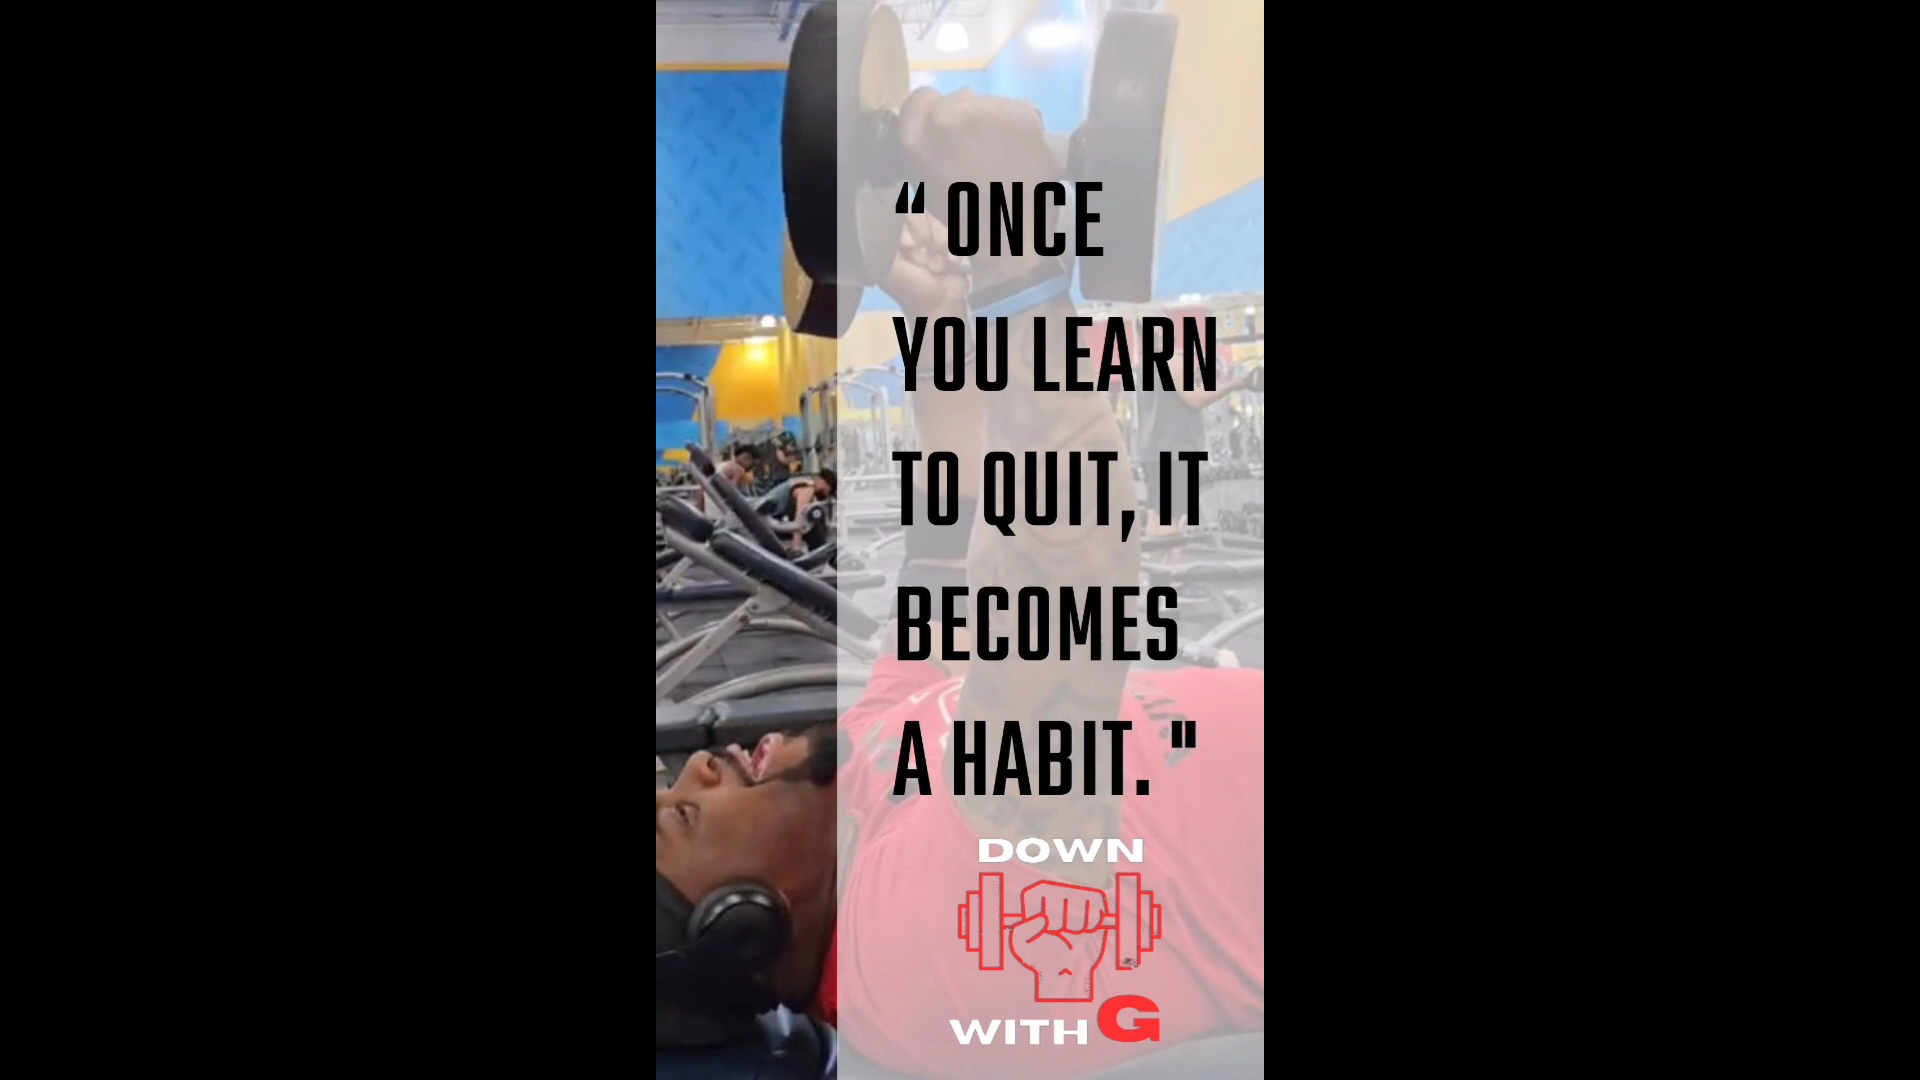 “ ONCE
YOU LEARN
TO QUIT, IT
BECOMES
A HABIT. "
DOWN
WITH G